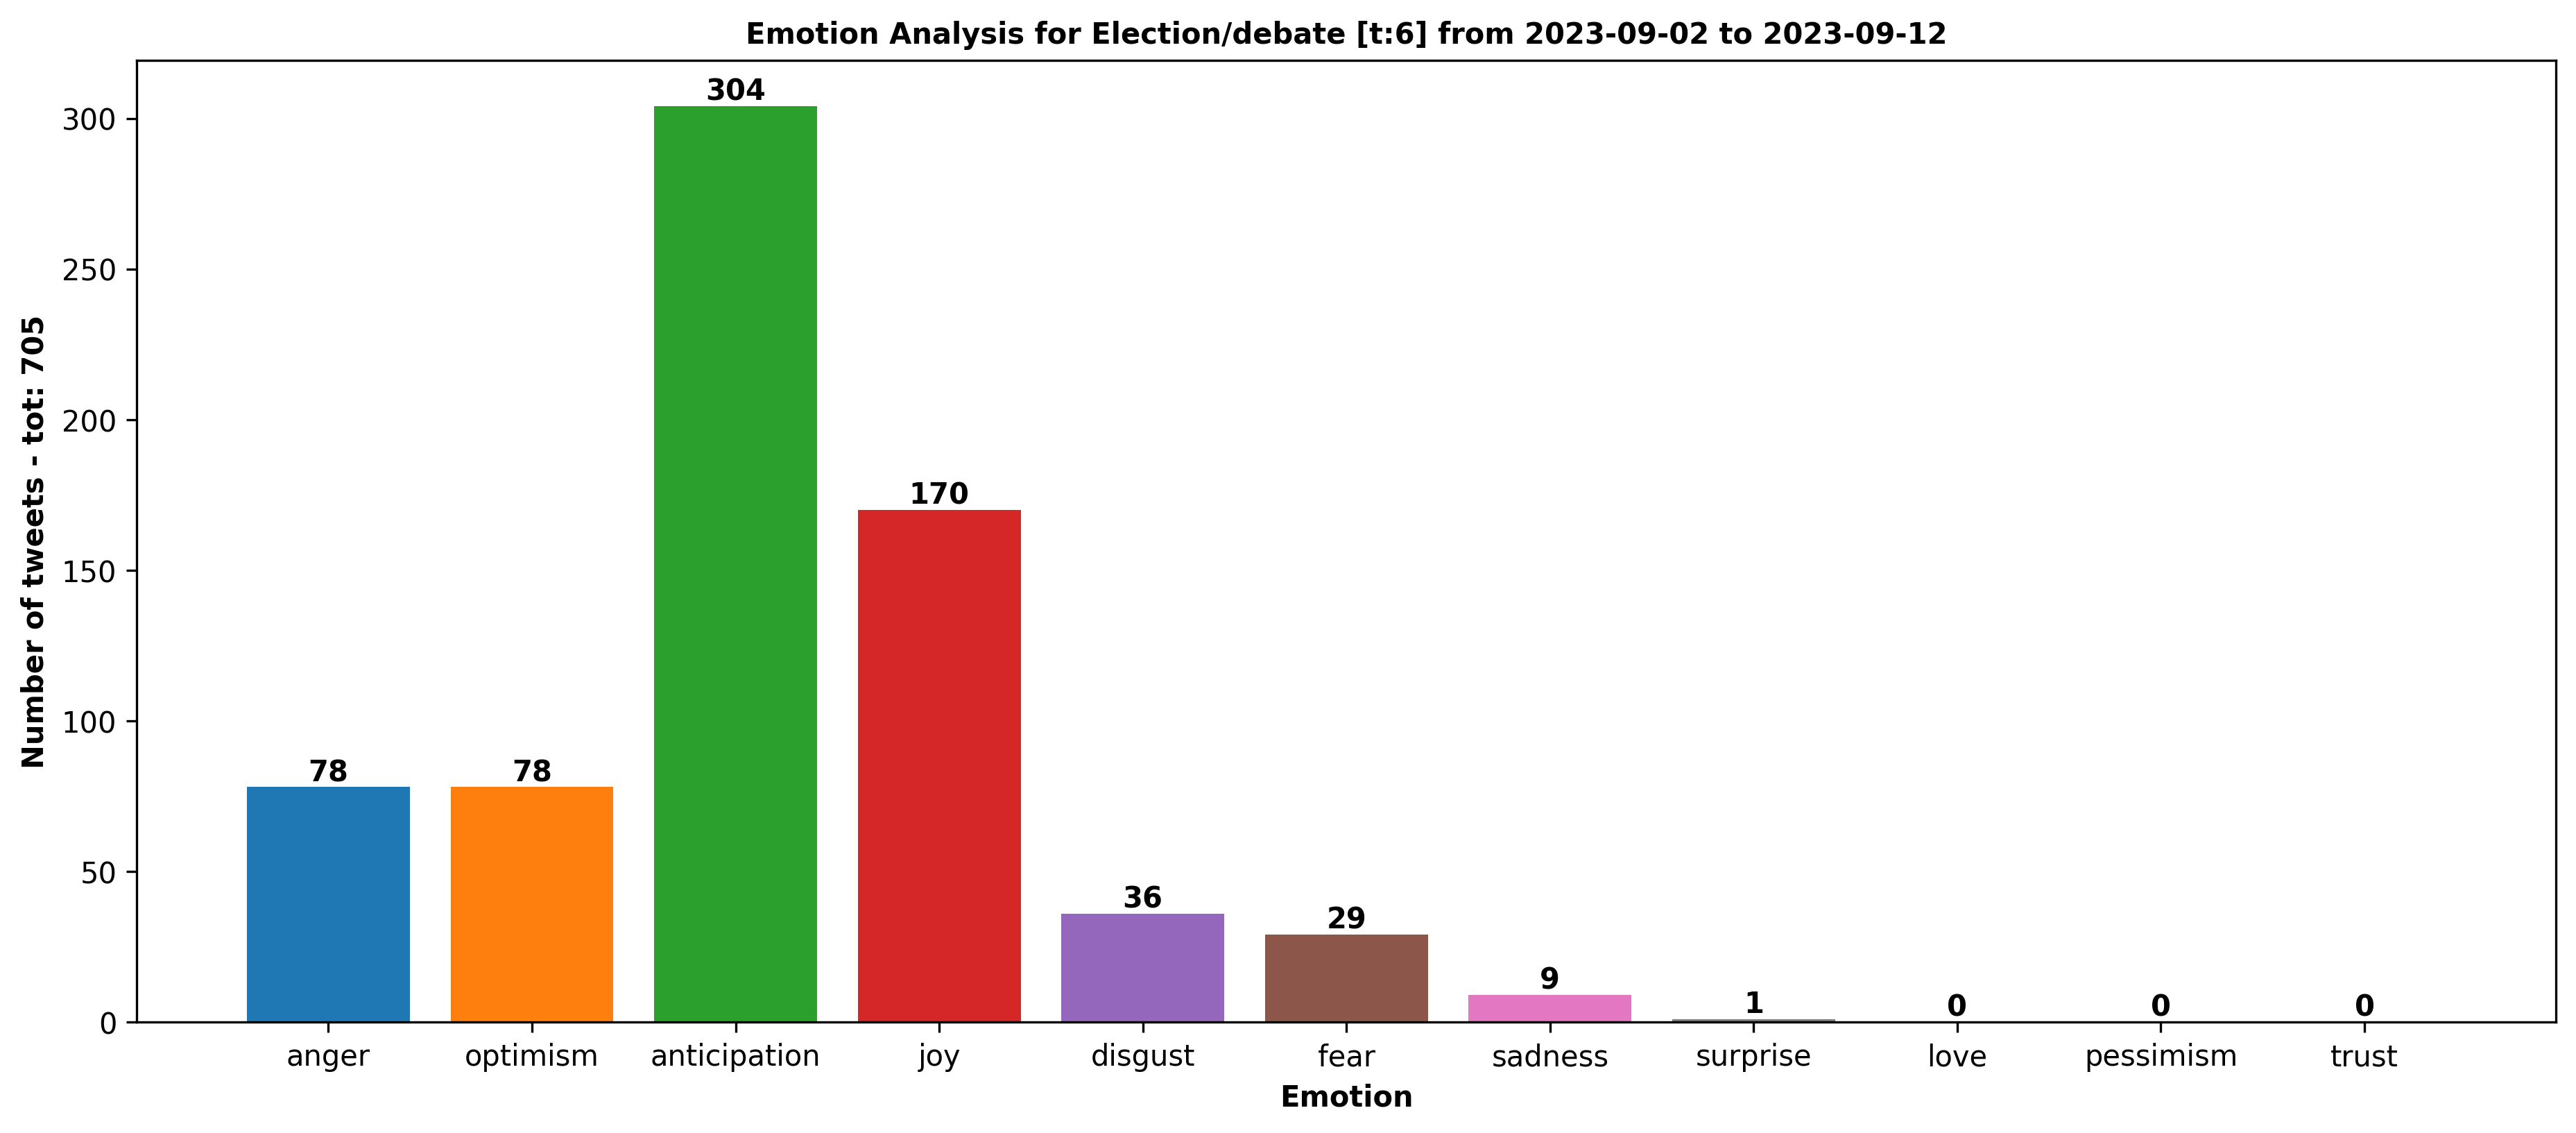 Emotion Analysis for Election/debate [t:6] from 2023-09-02 to 2023-09-12
Number of tweets - tot: 705
300
250
200
150
100
50
0
78
78
304
170
36
29
9
1
0
0
0
anger
optimism
anticipation
joy
disgust
fear
sadness
surprise
love
pessimism
trust
Emotion